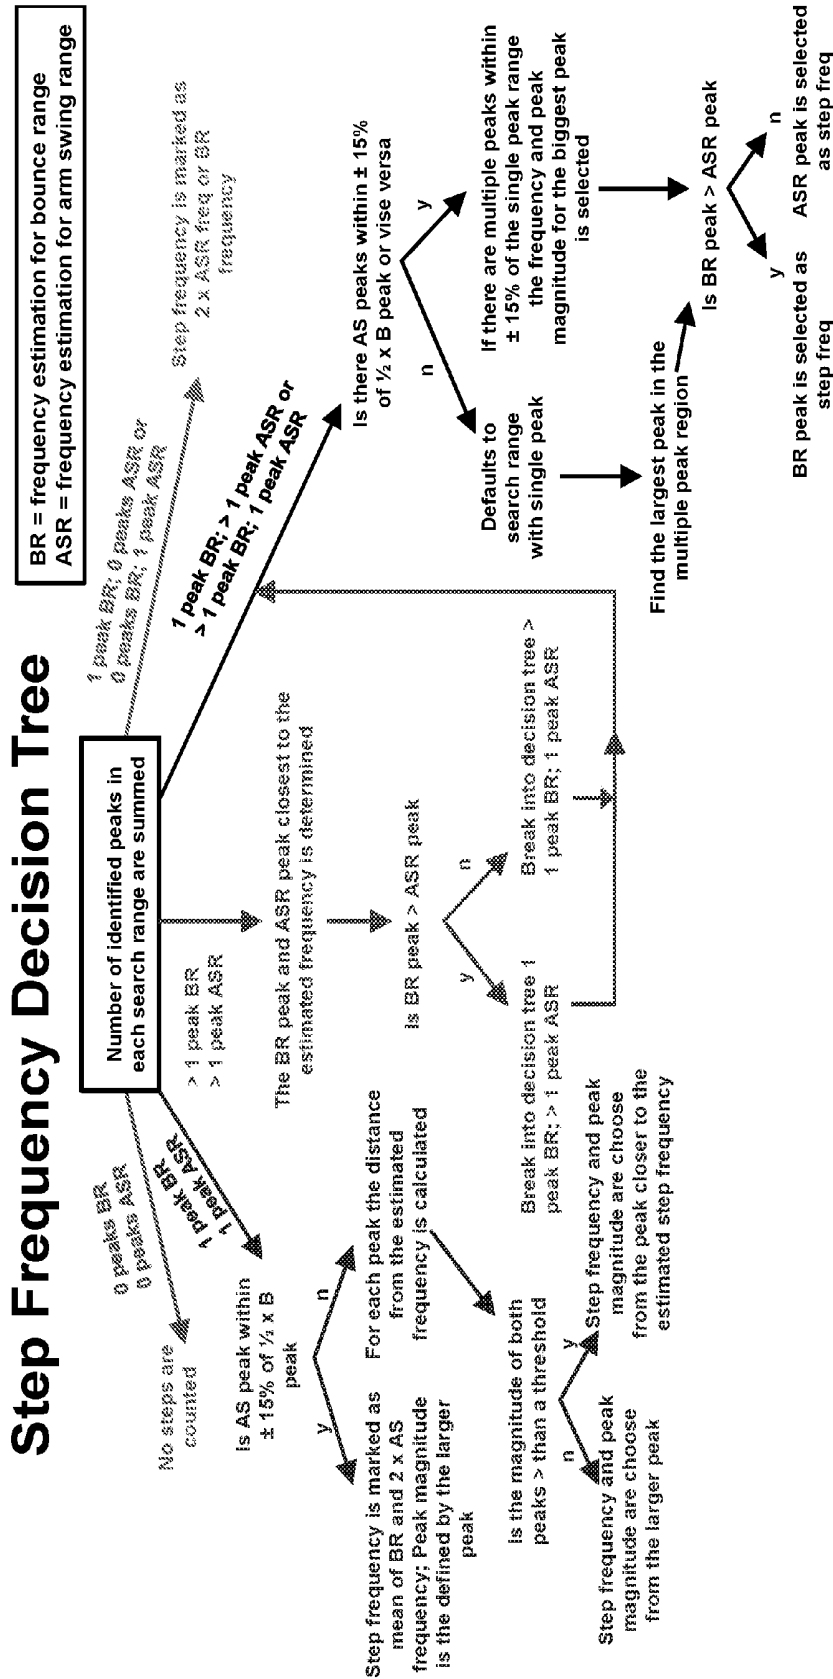 Step Frequency Decision Tree
BR = frequency estimation for bounce range
ASR = frequency estimation for arm swing range
Number of identified peaks in
each search range are summed
0 peaks BR
0 peaks ASR
No steps are
counted
1 peak BR
1 peak ASR
Is AS peak within
± 15% of ½ x B
peak
y
n
Step frequency is marked as
mean of BR and 2 x AS
frequency; Peak magnitude
is the defined by the larger
peak
For each peak the distance
from the estimated
frequency is calculated
Is the magnitude of both
peaks > than a threshold
n
y
Step frequency and peak
magnitude are choose
from the larger peak
Step frequency and peak
magnitude are choose
from the peak closer to the
estimated step frequency
> 1 peak BR
> 1 peak ASR
The BR peak and ASR peak closest to the
estimated frequency is determined
Is BR peak > ASR peak
y
n
Break into decision tree 1
peak BR; > 1 peak ASR
Break into decision tree >
1 peak BR; 1 peak ASR
1 peak BR; > 1 peak ASR or
> 1 peak BR; 1 peak ASR
Is there AS peaks within ± 15%
of ½ x B peak or vise versa
n
y
Defaults to
search range
with single peak
If there are multiple peaks within
± 15% of the single peak range
the frequency and peak
magnitude for the biggest peak
is selected
Find the largest peak in the
multiple peak region
Is BR peak > ASR peak
y
n
BR peak is selected as
step freq
ASR peak is selected
as step freq
1 peak BR; 0 peaks ASR or
0 peaks BR; 1 peak ASR
Step frequency is marked as
2 x ASR freq or BR
frequency